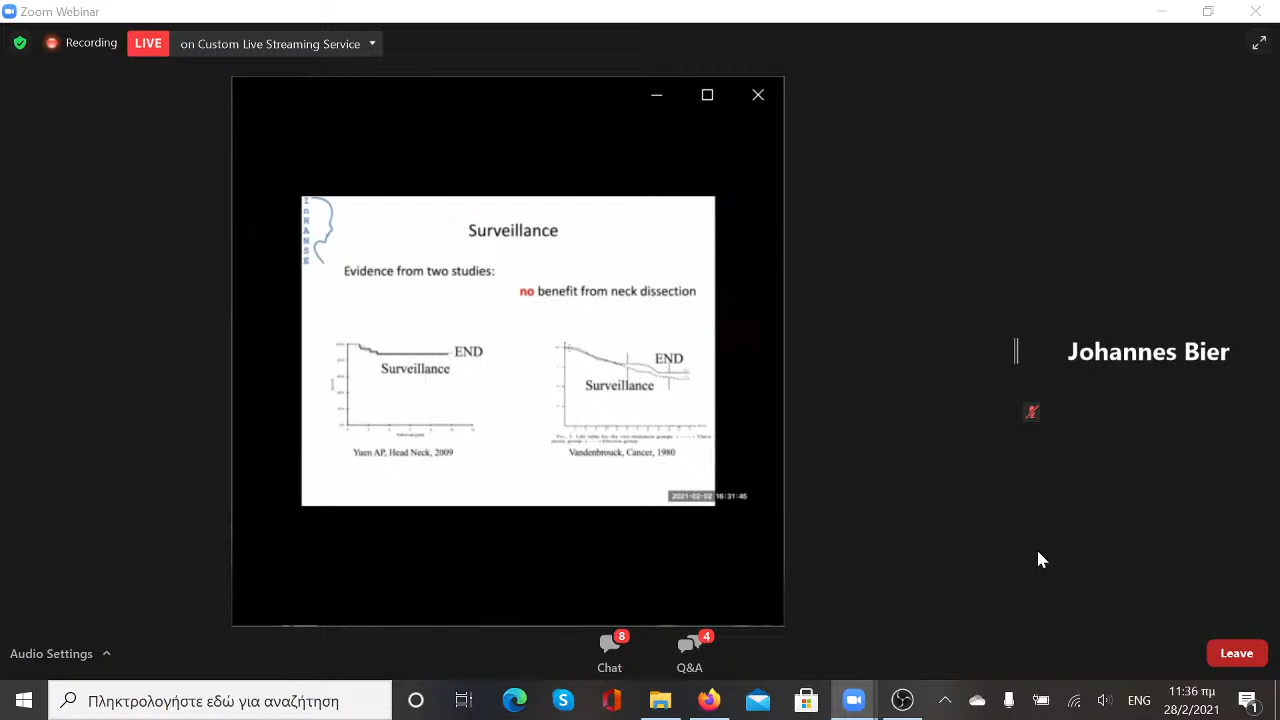 Zoom Webinar
Recording
LIVE
on Custom Live Streaming Service
InHANSE
Surveillance
Evidence from two studies:
no benefit from neck dissection
END
Surveillance
END
Surveillance
Yuen AP, Head Neck, 2009
Vandenbrouck, Cancer, 1980
2021-02-02 16:31:45
Johannes Bier
8
4
Audio Settings
Chat
Q&A
Leave
Πληκτρολογήστε εδώ για αναζήτηση
ENG
11:36 πμ
28/2/2021
1